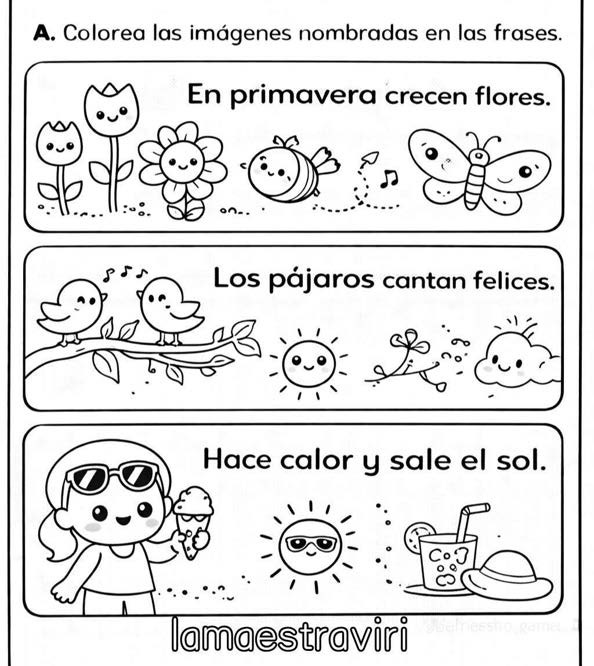 A. Colorea las imágenes nombradas en las frases.
En primavera crecen flores.
Los pájaros cantan felices.
Hace calor y sale el sol.
lamaestraviri